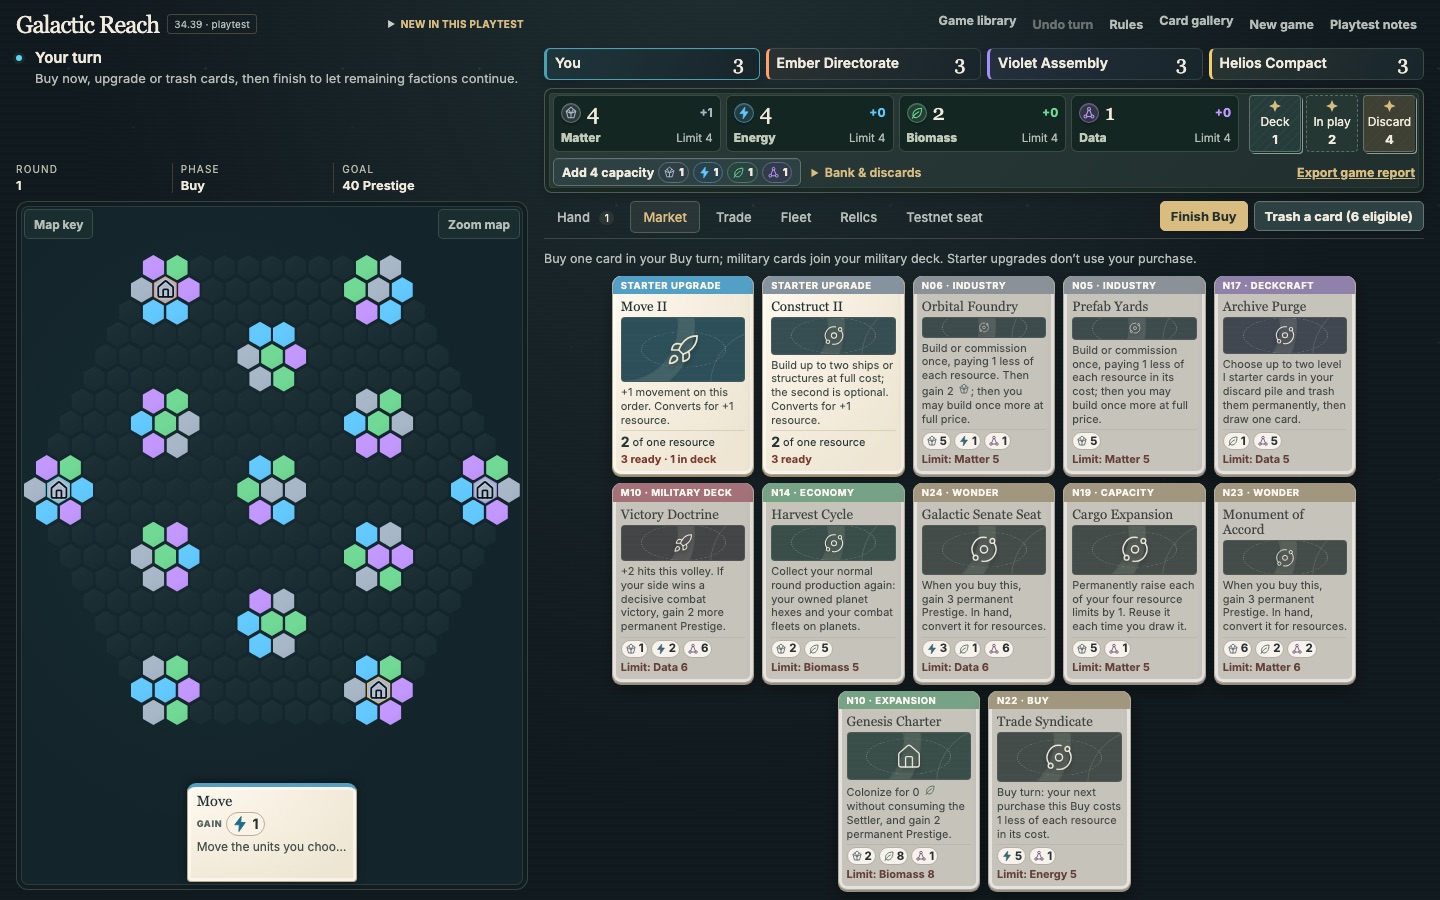 Galactic Reach
34.39 · playtest
▶ NEW IN THIS PLAYTEST
Game library
Undo turn
Rules
Card gallery
New game
Playtest notes
Your turn
Buy now, upgrade or trash cards, then finish to let remaining factions continue.
ROUND
1
PHASE
Buy
GOAL
40 Prestige
Map key
Zoom map
Move
GAIN 1
Move the units you choo...
You 3
Ember Directorate 3
Violet Assembly 3
Helios Compact 3
4 +1
Matter Limit 4
4 +0
Energy Limit 4
2 +0
Biomass Limit 4
1 +0
Data Limit 4
Deck
1
In play
2
Discard
4
Add 4 capacity 1 1 1 1
▶ Bank & discards
Export game report
Hand 1
Market
Trade
Fleet
Relics
Testnet seat
Finish Buy
Trash a card (6 eligible)
Buy one card in your Buy turn; military cards join your military deck. Starter upgrades don’t use your purchase.
STARTER UPGRADE
Move II
+1 movement on this
order. Converts for +1
resource.
2 of one resource
3 ready · 1 in deck
STARTER UPGRADE
Construct II
Build up to two ships or
structures at full cost;
the second is optional.
Converts for +1
resource.
2 of one resource
3 ready
N06 · INDUSTRY
Orbital Foundry
Build or commission
once, paying 1 less of
each resource. Then
gain 2 ; then you
may build once more at
full price.
5 1 1
Limit: Matter 5
N05 · INDUSTRY
Prefab Yards
Build or commission
once, paying 1 less of
each resource in its
cost; then you may
build once more at full
price.
5
Limit: Matter 5
N17 · DECKCRAFT
Archive Purge
Choose up to two level
I starter cards in your
discard pile and trash
them permanently, then
draw one card.
1 5
Limit: Data 5
M10 · MILITARY DECK
Victory Doctrine
+2 hits this volley. If
your side wins a
decisive combat
victory, gain 2 more
permanent Prestige.
1 2 6
Limit: Data 6
N14 · ECONOMY
Harvest Cycle
Collect your normal
round production again:
your owned planet
hexes and your combat
fleets on planets.
2 5
Limit: Biomass 5
N24 · WONDER
Galactic Senate Seat
When you buy this,
gain 3 permanent
Prestige. In hand,
convert it for resources.
3 1 6
Limit: Data 6
N19 · CAPACITY
Cargo Expansion
Permanently raise each
of your four resource
limits by 1. Reuse it
each time you draw it.
5 1
Limit: Matter 5
N23 · WONDER
Monument of
Accord
When you buy this,
gain 3 permanent
Prestige. In hand,
convert it for resources.
6 2 2
Limit: Matter 6
N10 · EXPANSION
Genesis Charter
Colonize for 0
without consuming the
Settler, and gain 2
permanent Prestige.
2 8 1
Limit: Biomass 8
N22 · BUY
Trade Syndicate
Buy turn: your next
purchase this Buy costs
1 less of each resource
in its cost.
5 1
Limit: Energy 5